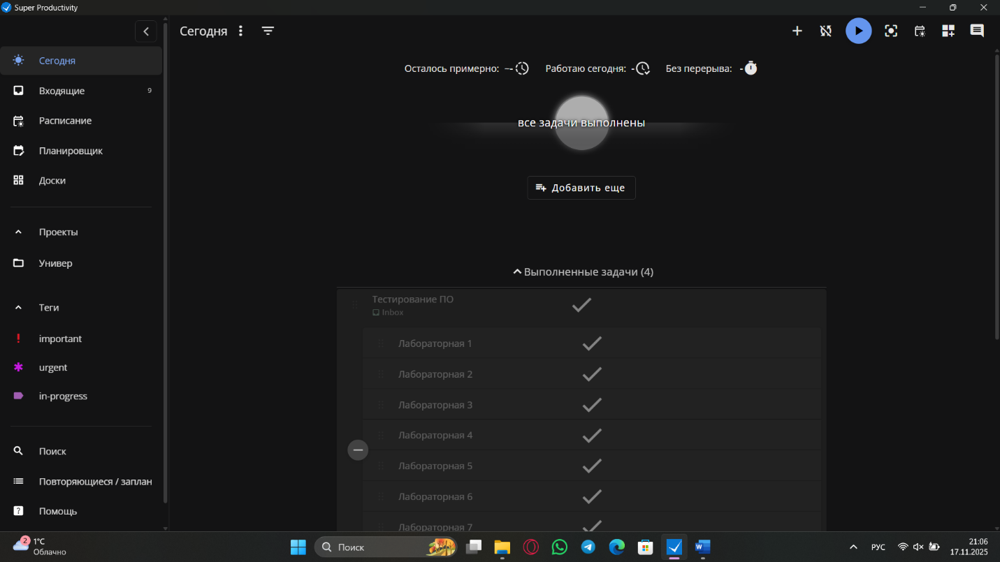 Super Productivity
Сегодня
Осталось примерно: ~-
Работаю сегодня: -
Без перерыва: -
все задачи выполнены
Добавить еще
Выполненные задачи (4)
Тестирование ПО
Inbox
Лабораторная 1
Лабораторная 2
Лабораторная 3
Лабораторная 4
Лабораторная 5
Лабораторная 6
Лабораторная 7
Сегодня
Входящие 9
Расписание
Планировщик
Доски
Проекты
Универ
Теги
important
urgent
in-progress
Поиск
Повторяющиеся / заплан
Помощь
2
1°C
Облачно
Поиск
РУС
21:06
17.11.2025